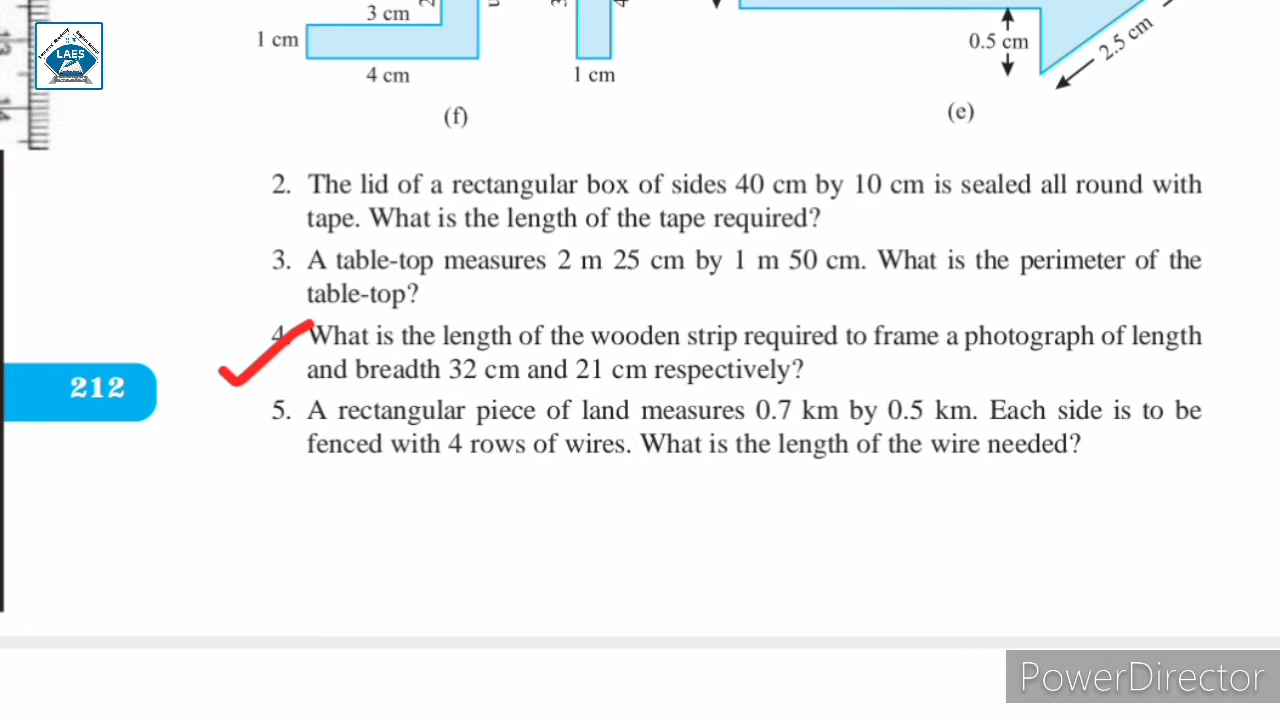 3 cm
1 cm
4 cm
1 cm
0.5 cm
2.5 cm
(f)
(e)
LAES
13
14
2. The lid of a rectangular box of sides 40 cm by 10 cm is sealed all round with
tape. What is the length of the tape required?
3. A table-top measures 2 m 25 cm by 1 m 50 cm. What is the perimeter of the
table-top?
4. What is the length of the wooden strip required to frame a photograph of length
and breadth 32 cm and 21 cm respectively?
212
5. A rectangular piece of land measures 0.7 km by 0.5 km. Each side is to be
fenced with 4 rows of wires. What is the length of the wire needed?
PowerDirector